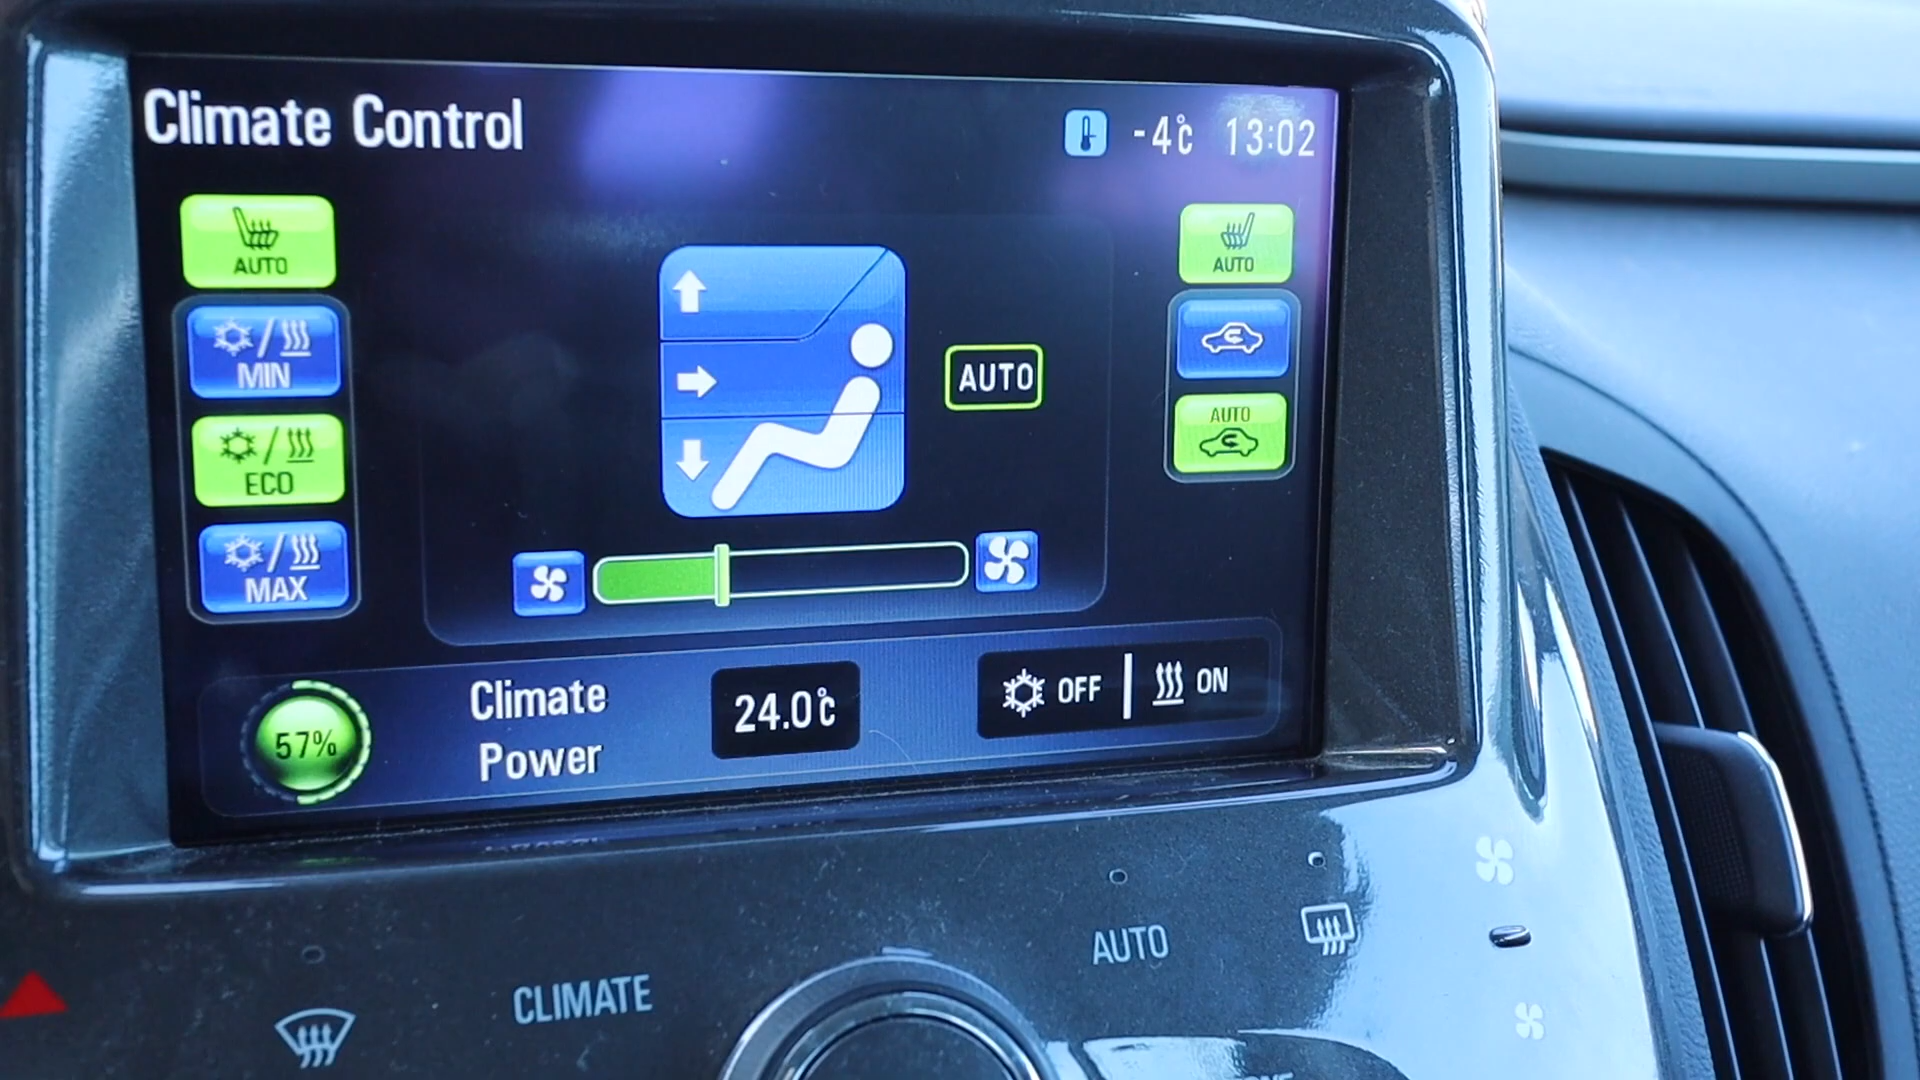 Climate Control
-4°C 13:02
AUTO
AUTO
MIN
AUTO
AUTO
ECO
MAX
57%
Climate
Power
24.0°C
OFF | ON
AUTO
CLIMATE